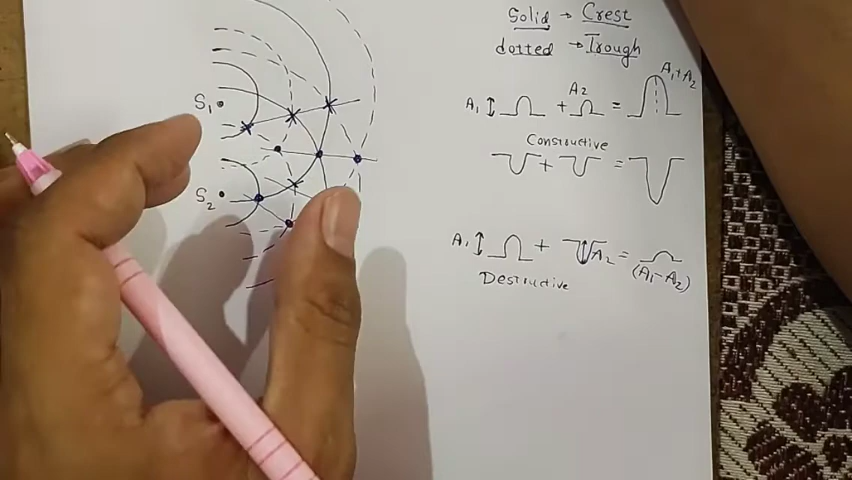 Solid → Crest
dotted → Trough
S1
A1 + A2 = A1+A2
Constructive
+ =
S2
A1 + A2 = (A1-A2)
Destructive